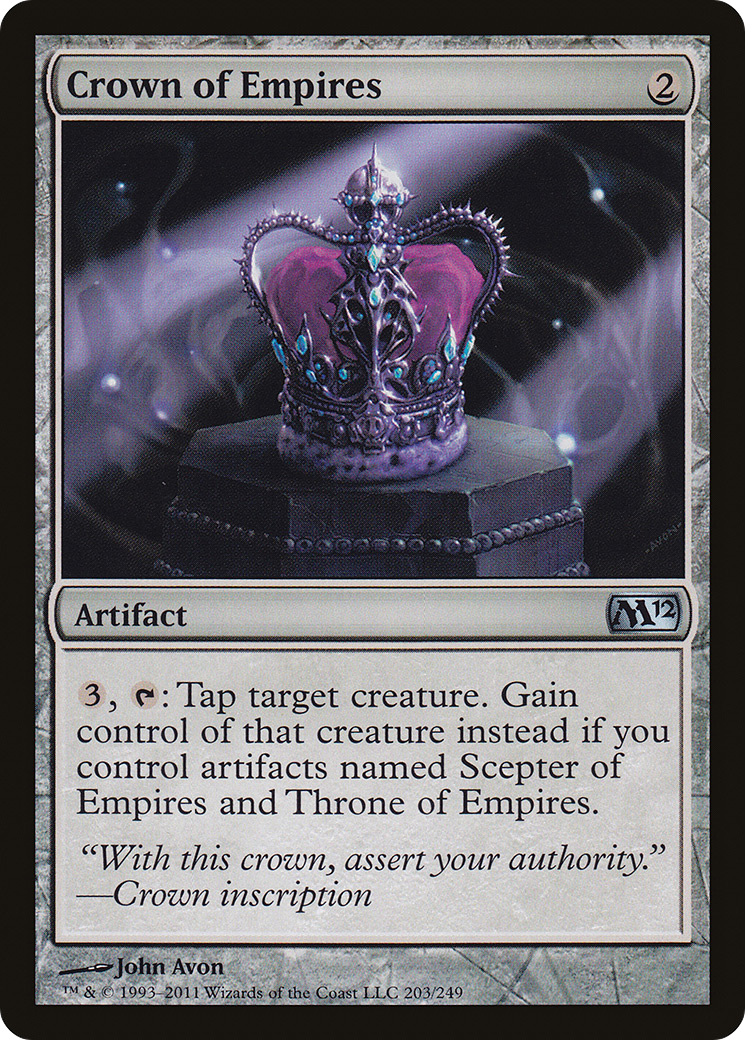 Crown of Empires
2
-AVON-
Artifact
M12
3, : Tap target creature. Gain
control of that creature instead if you
control artifacts named Scepter of
Empires and Throne of Empires.
“With this crown, assert your authority.”
—Crown inscription
John Avon
™ & © 1993–2011 Wizards of the Coast LLC 203/249